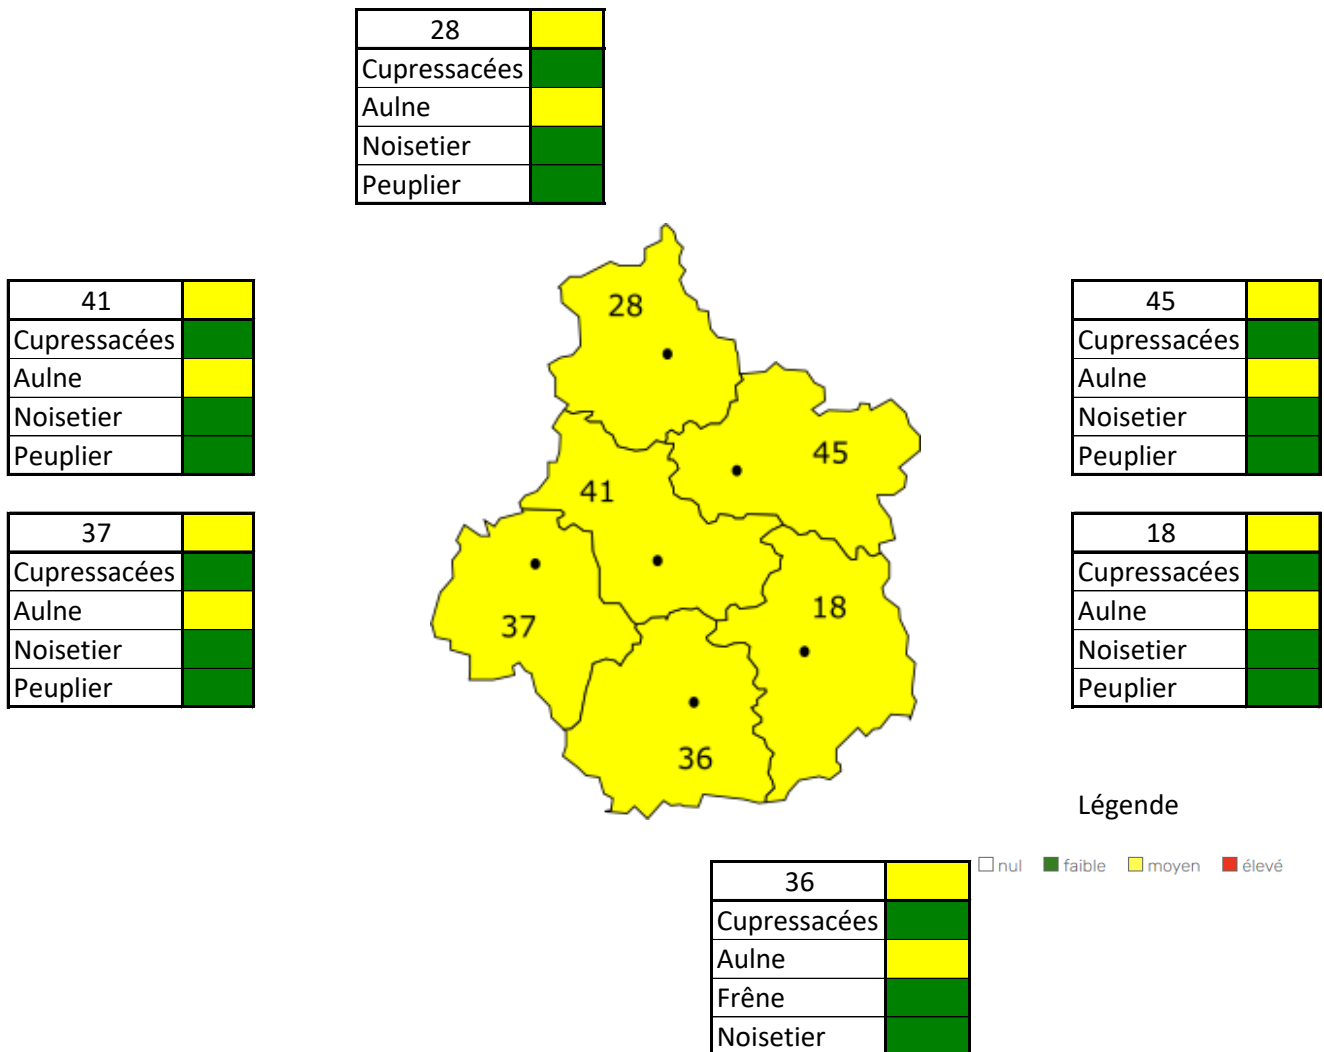 28
Cupressacées
Aulne
Noisetier
Peuplier
41
Cupressacées
Aulne
Noisetier
Peuplier
37
Cupressacées
Aulne
Noisetier
Peuplier
28
45
41
37
18
36
45
Cupressacées
Aulne
Noisetier
Peuplier
18
Cupressacées
Aulne
Noisetier
Peuplier
Légende
nul faible moyen élevé
36
Cupressacées
Aulne
Frêne
Noisetier